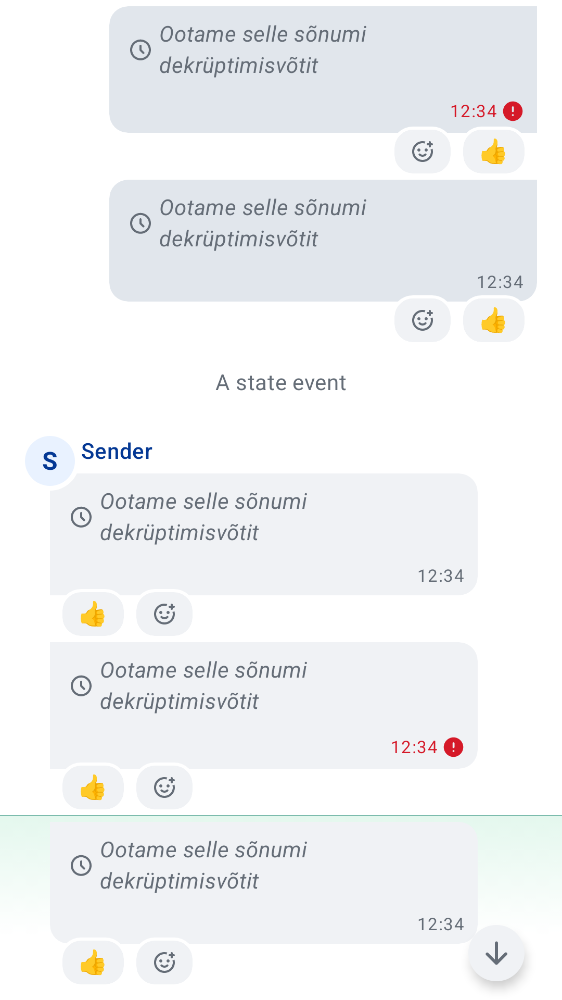 Ootame selle sõnumi
dekrüptimisvõtit
12:34
👍
Ootame selle sõnumi
dekrüptimisvõtit
12:34
👍
A state event
S
Sender
Ootame selle sõnumi
dekrüptimisvõtit
12:34
👍
Ootame selle sõnumi
dekrüptimisvõtit
12:34
👍
Ootame selle sõnumi
dekrüptimisvõtit
12:34
👍